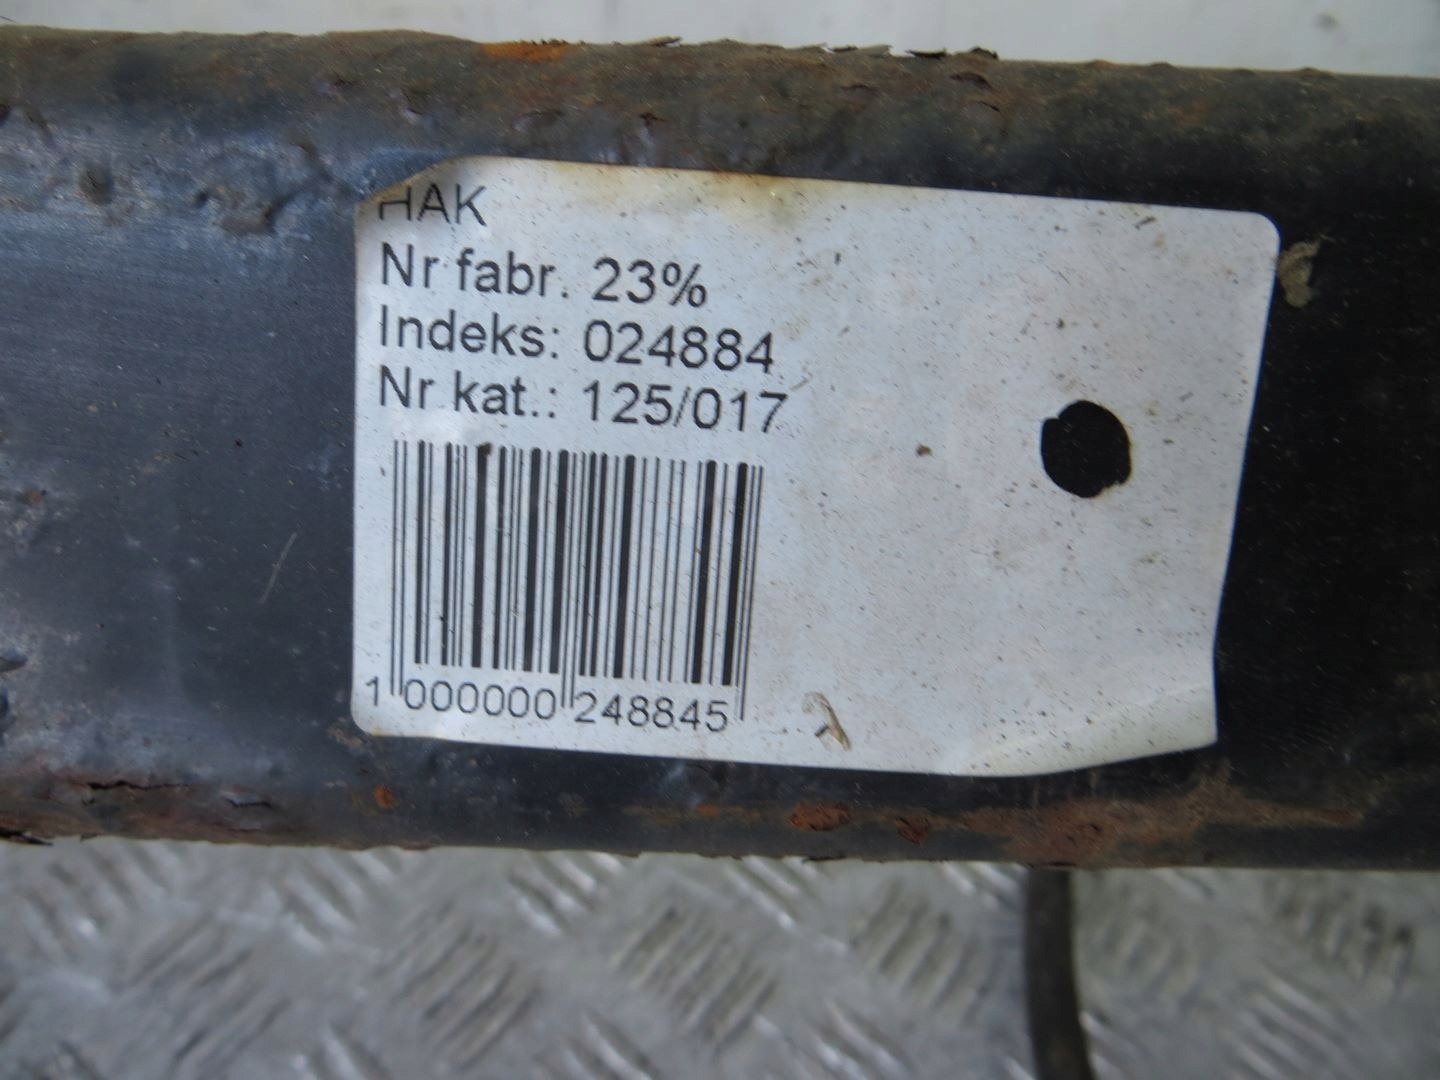 HAK
Nr fabr. 23%
Indeks: 024884
Nr kat.: 125/017
1 000000 248845